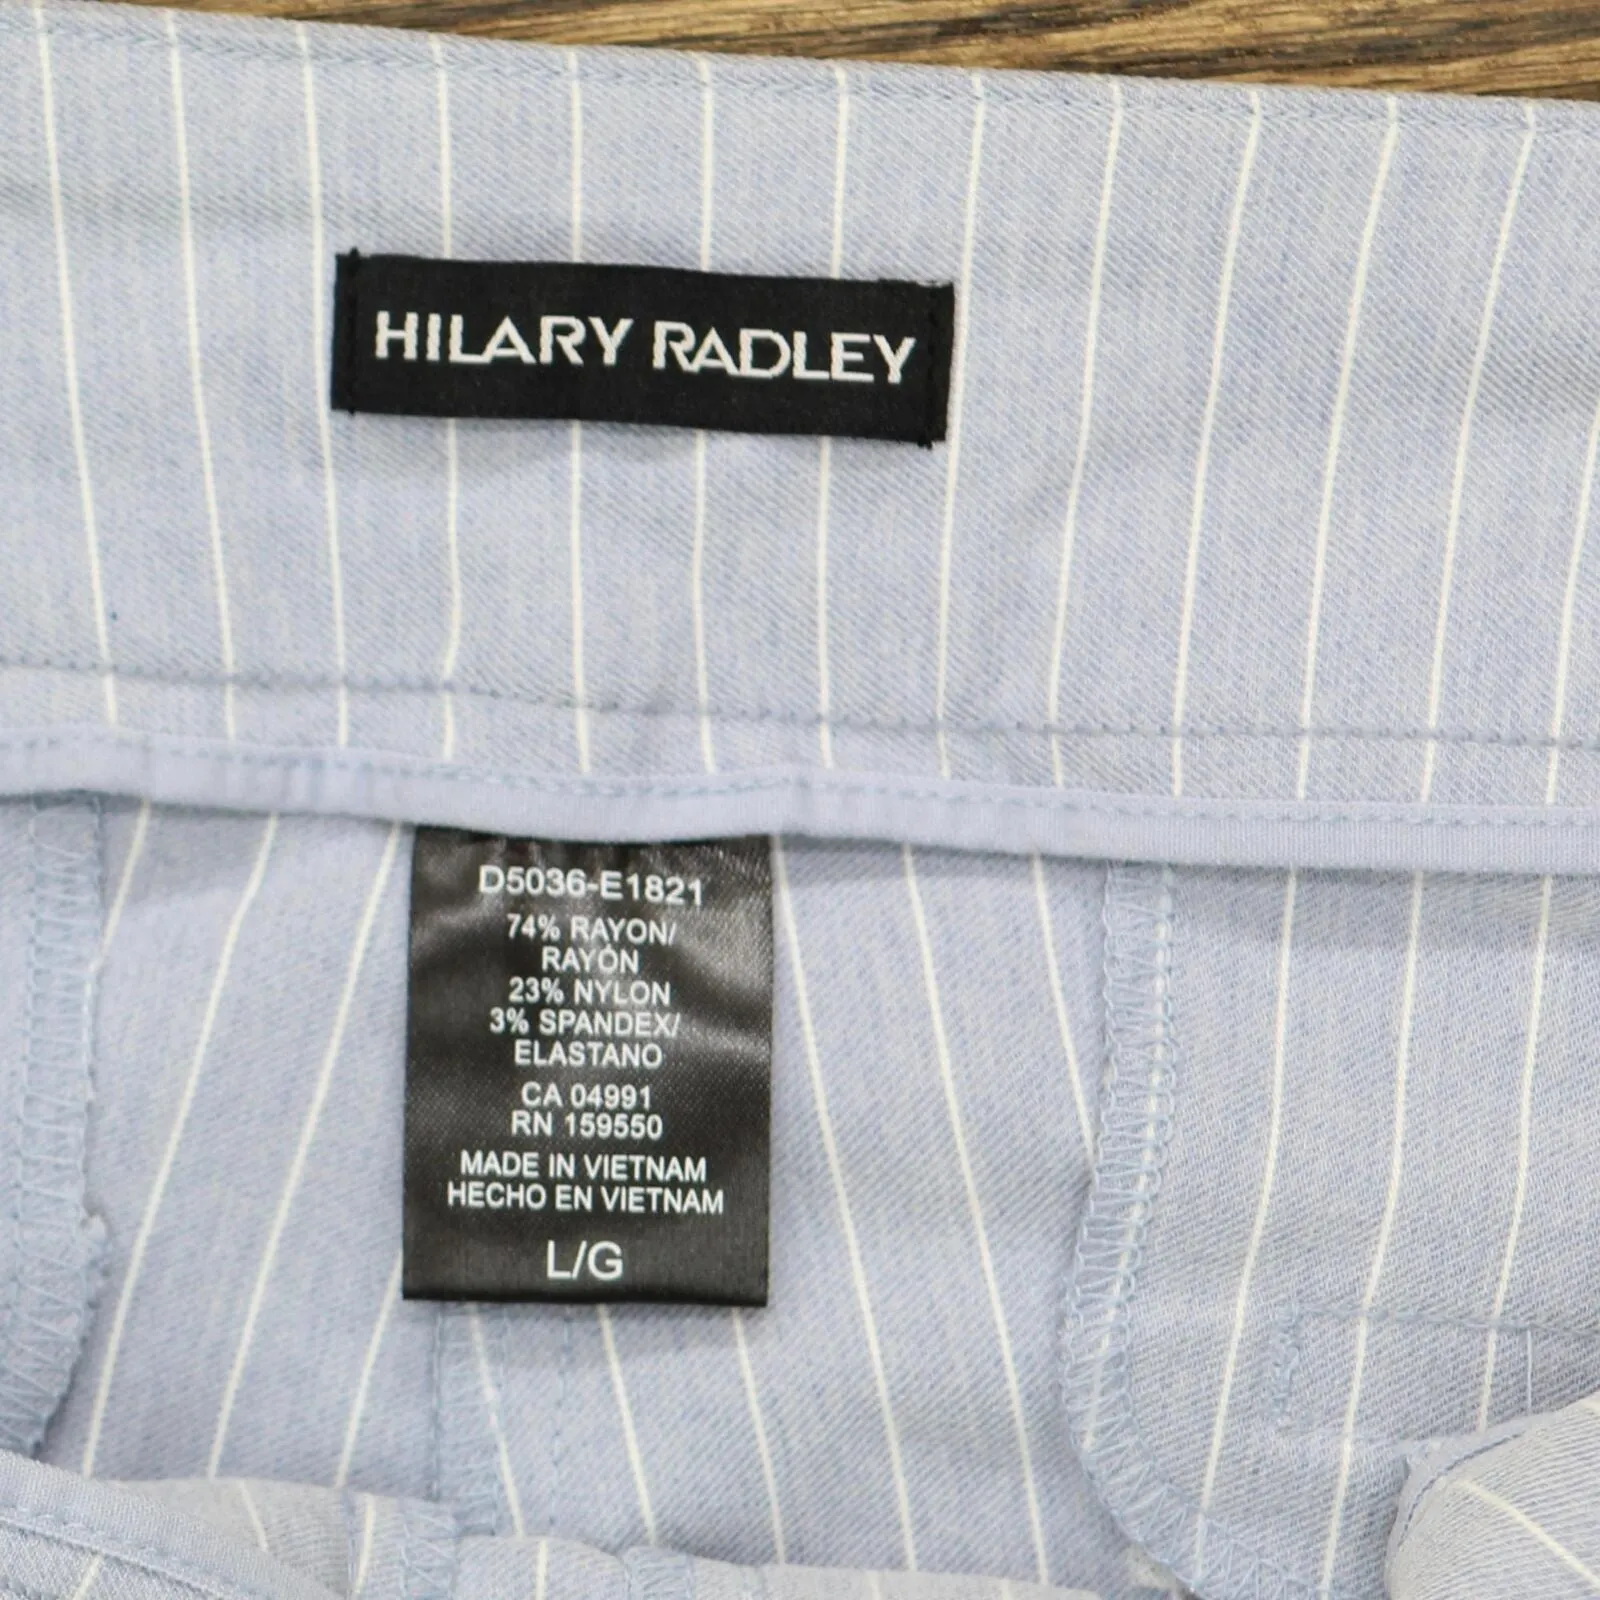 HILARY RADLEY
D5036-E1821
74% RAYON/
RAYÓN
23% NYLON
3% SPANDEX/
ELASTANO
CA 04991
RN 159550
MADE IN VIETNAM
HECHO EN VIETNAM
L/G